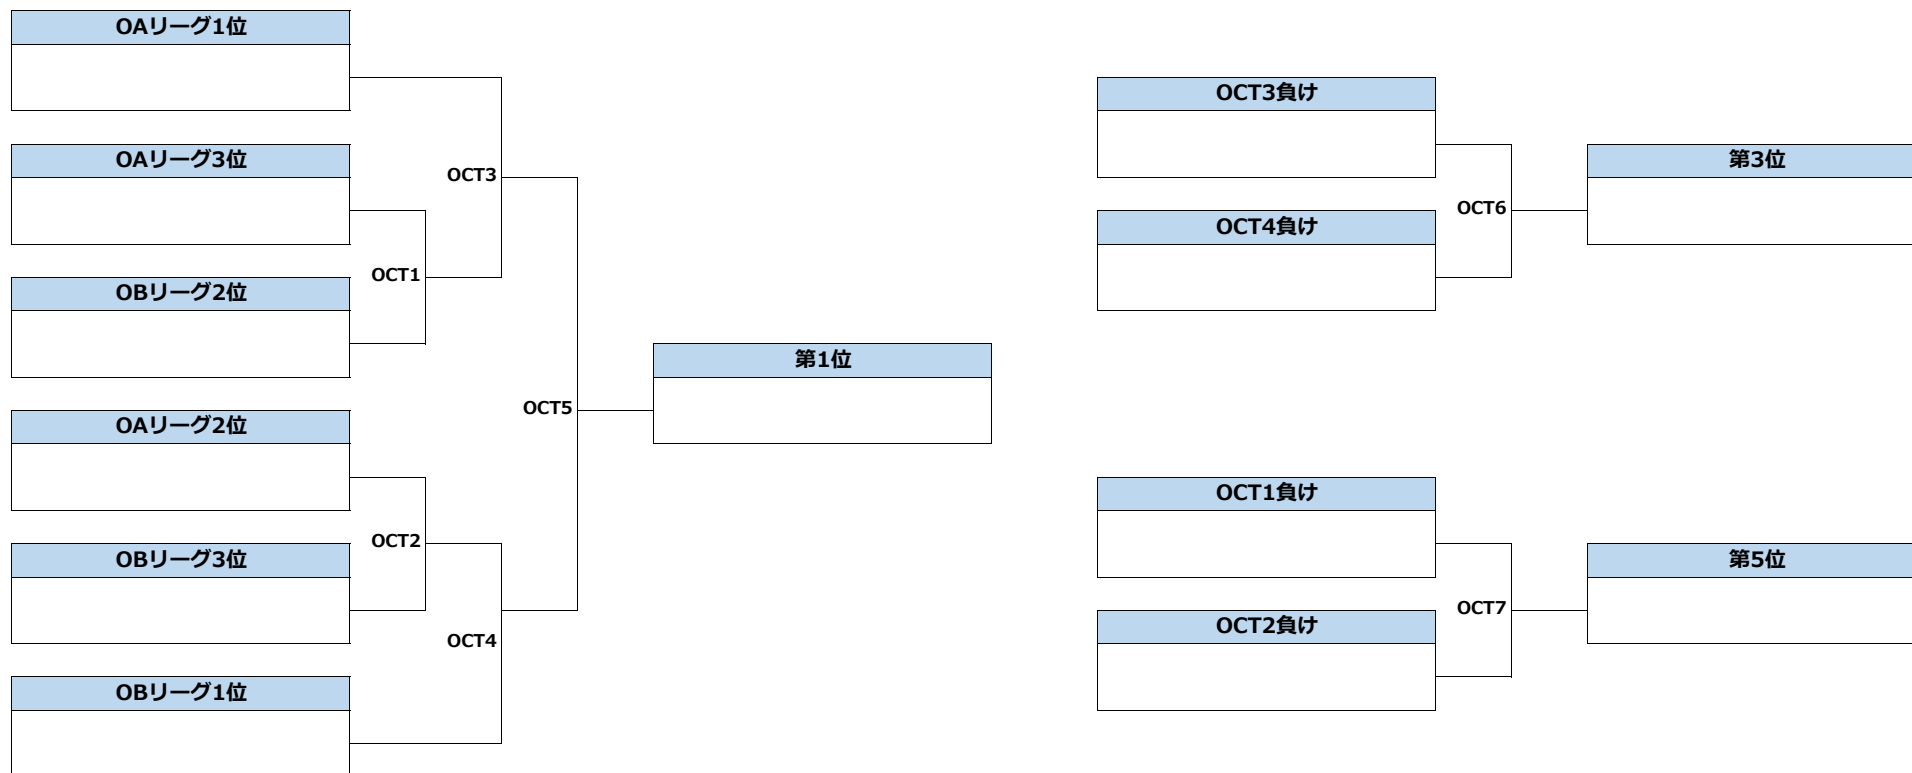 OAリーグ1位
OAリーグ3位
OCT3
OCT1
OBリーグ2位
第1位
OCT5
OAリーグ2位
OCT2
OBリーグ3位
OCT4
OBリーグ1位
OCT3負け
第3位
OCT6
OCT4負け
OCT1負け
第5位
OCT7
OCT2負け